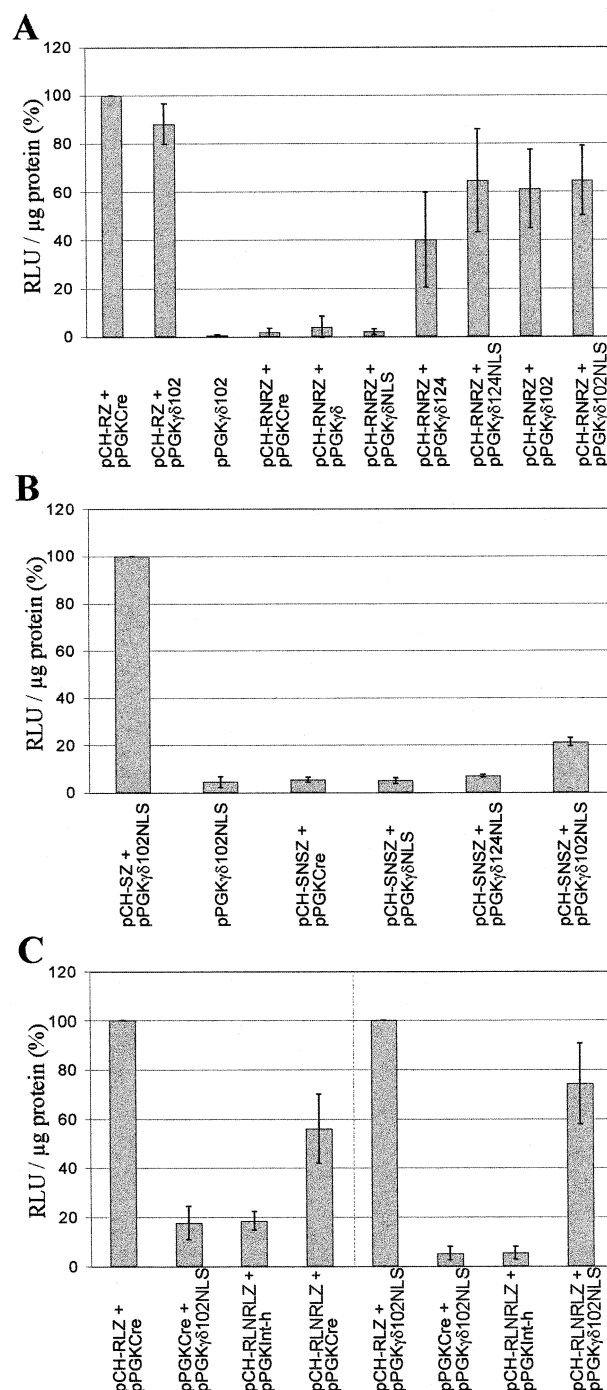 A
RLU / µg protein (%)
120
100
80
60
40
20
0
pCH-RZ +
pPGKCre
pCH-RZ +
pPGKγδ102
pPGKγδ102
pCH-RNRZ +
pPGKCre
pCH-RNRZ +
pPGKγδ
pCH-RNRZ +
pPGKγδNLS
pCH-RNRZ +
pPGKγδ124
pCH-RNRZ +
pPGKγδ124NLS
pCH-RNRZ +
pPGKγδ102
pCH-RNRZ +
pPGKγδ102NLS
B
RLU / µg protein (%)
120
100
80
60
40
20
0
pCH-SZ +
pPGKγδ102NLS
pPGKγδ102NLS
pCH-SNSZ +
pPGKCre
pCH-SNSZ +
pPGKγδNLS
pCH-SNSZ +
pPGKγδ124NLS
pCH-SNSZ +
pPGKγδ102NLS
C
RLU / µg protein (%)
120
100
80
60
40
20
0
pCH-RLZ +
pPGKCre
pPGKCre +
pPGKγδ102NLS
pCH-RLNRLZ +
pPGKInt-h
pCH-RLNRLZ +
pPGKCre
pCH-RLZ +
pPGKγδ102NLS
pPGKCre +
pPGKγδ102NLS
pCH-RLNRLZ +
pPGKInt-h
pCH-RLNRLZ +
pPGKγδ102NLS